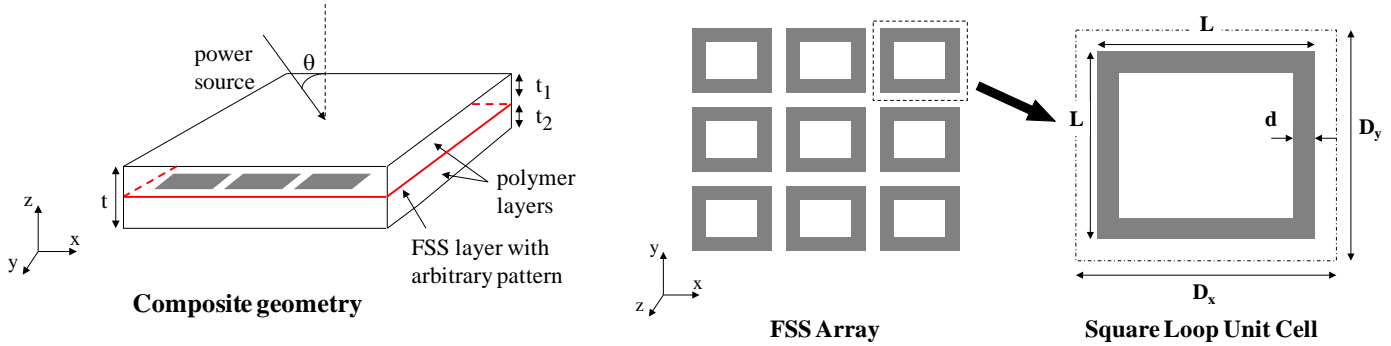 power
source
θ
t1
t2
t
z
x
y
polymer
layers
FSS layer with
arbitrary pattern
Composite geometry
y
x
z
FSS Array
L
L
d
Dy
Dx
Square Loop Unit Cell